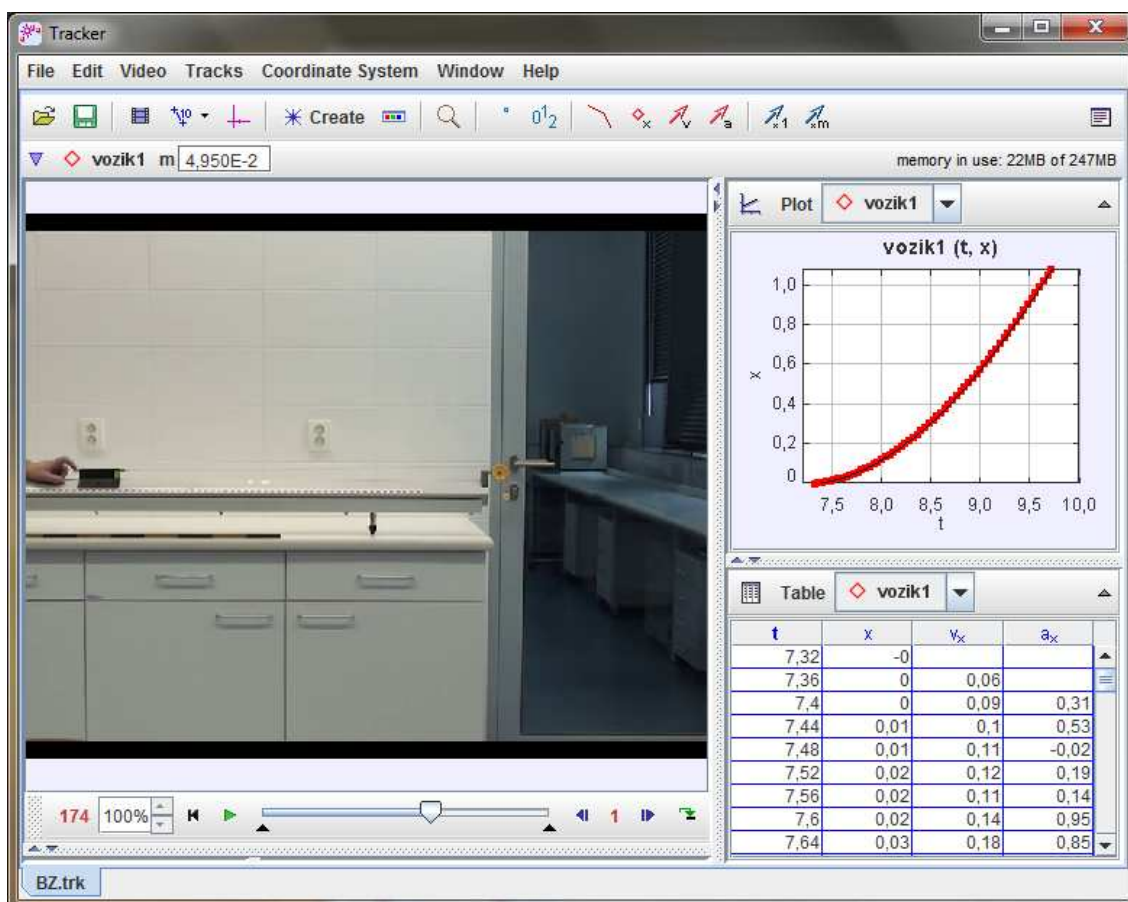 Tracker
File Edit Video Tracks Coordinate System Window Help
Create
vozik1 m 4,950E-2 memory in use: 22MB of 247MB
Plot vozik1
vozik1 (t, x)
1,0
0,8
0,6
0,4
0,2
0
x
7,5 8,0 8,5 9,0 9,5 10,0
t
Table vozik1
t x vx ax
7,32 -0
7,36 0 0,06
7,4 0 0,09 0,31
7,44 0,01 0,1 0,53
7,48 0,01 0,11 -0,02
7,52 0,02 0,12 0,19
7,56 0,02 0,11 0,14
7,6 0,02 0,14 0,95
7,64 0,03 0,18 0,85
174 100% 1
BZ.trk